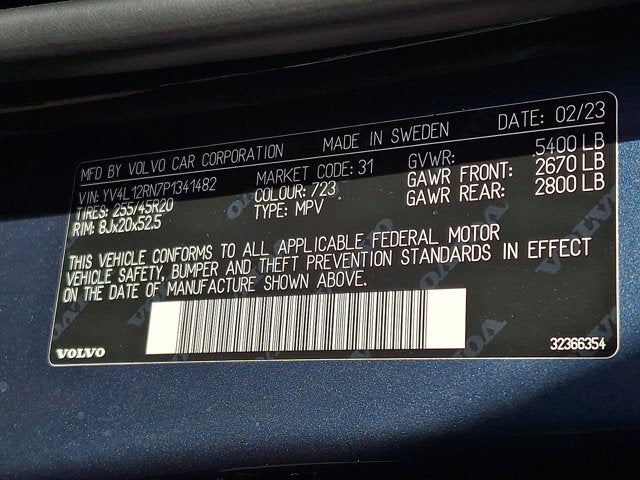 MFD BY VOLVO CAR CORPORATION MADE IN SWEDEN DATE: 02/23
VIN: YV4L12RN7P1341482 MARKET CODE: 31 GVWR: 5400 LB
TIRES: 255/45R20 COLOUR: 723 GAWR FRONT: 2670 LB
RIM: 8Jx20x52.5 TYPE: MPV GAWR REAR: 2800 LB
THIS VEHICLE CONFORMS TO ALL APPLICABLE FEDERAL MOTOR
VEHICLE SAFETY, BUMPER AND THEFT PREVENTION STANDARDS IN EFFECT
ON THE DATE OF MANUFACTURE SHOWN ABOVE.
VOLVO 32366354